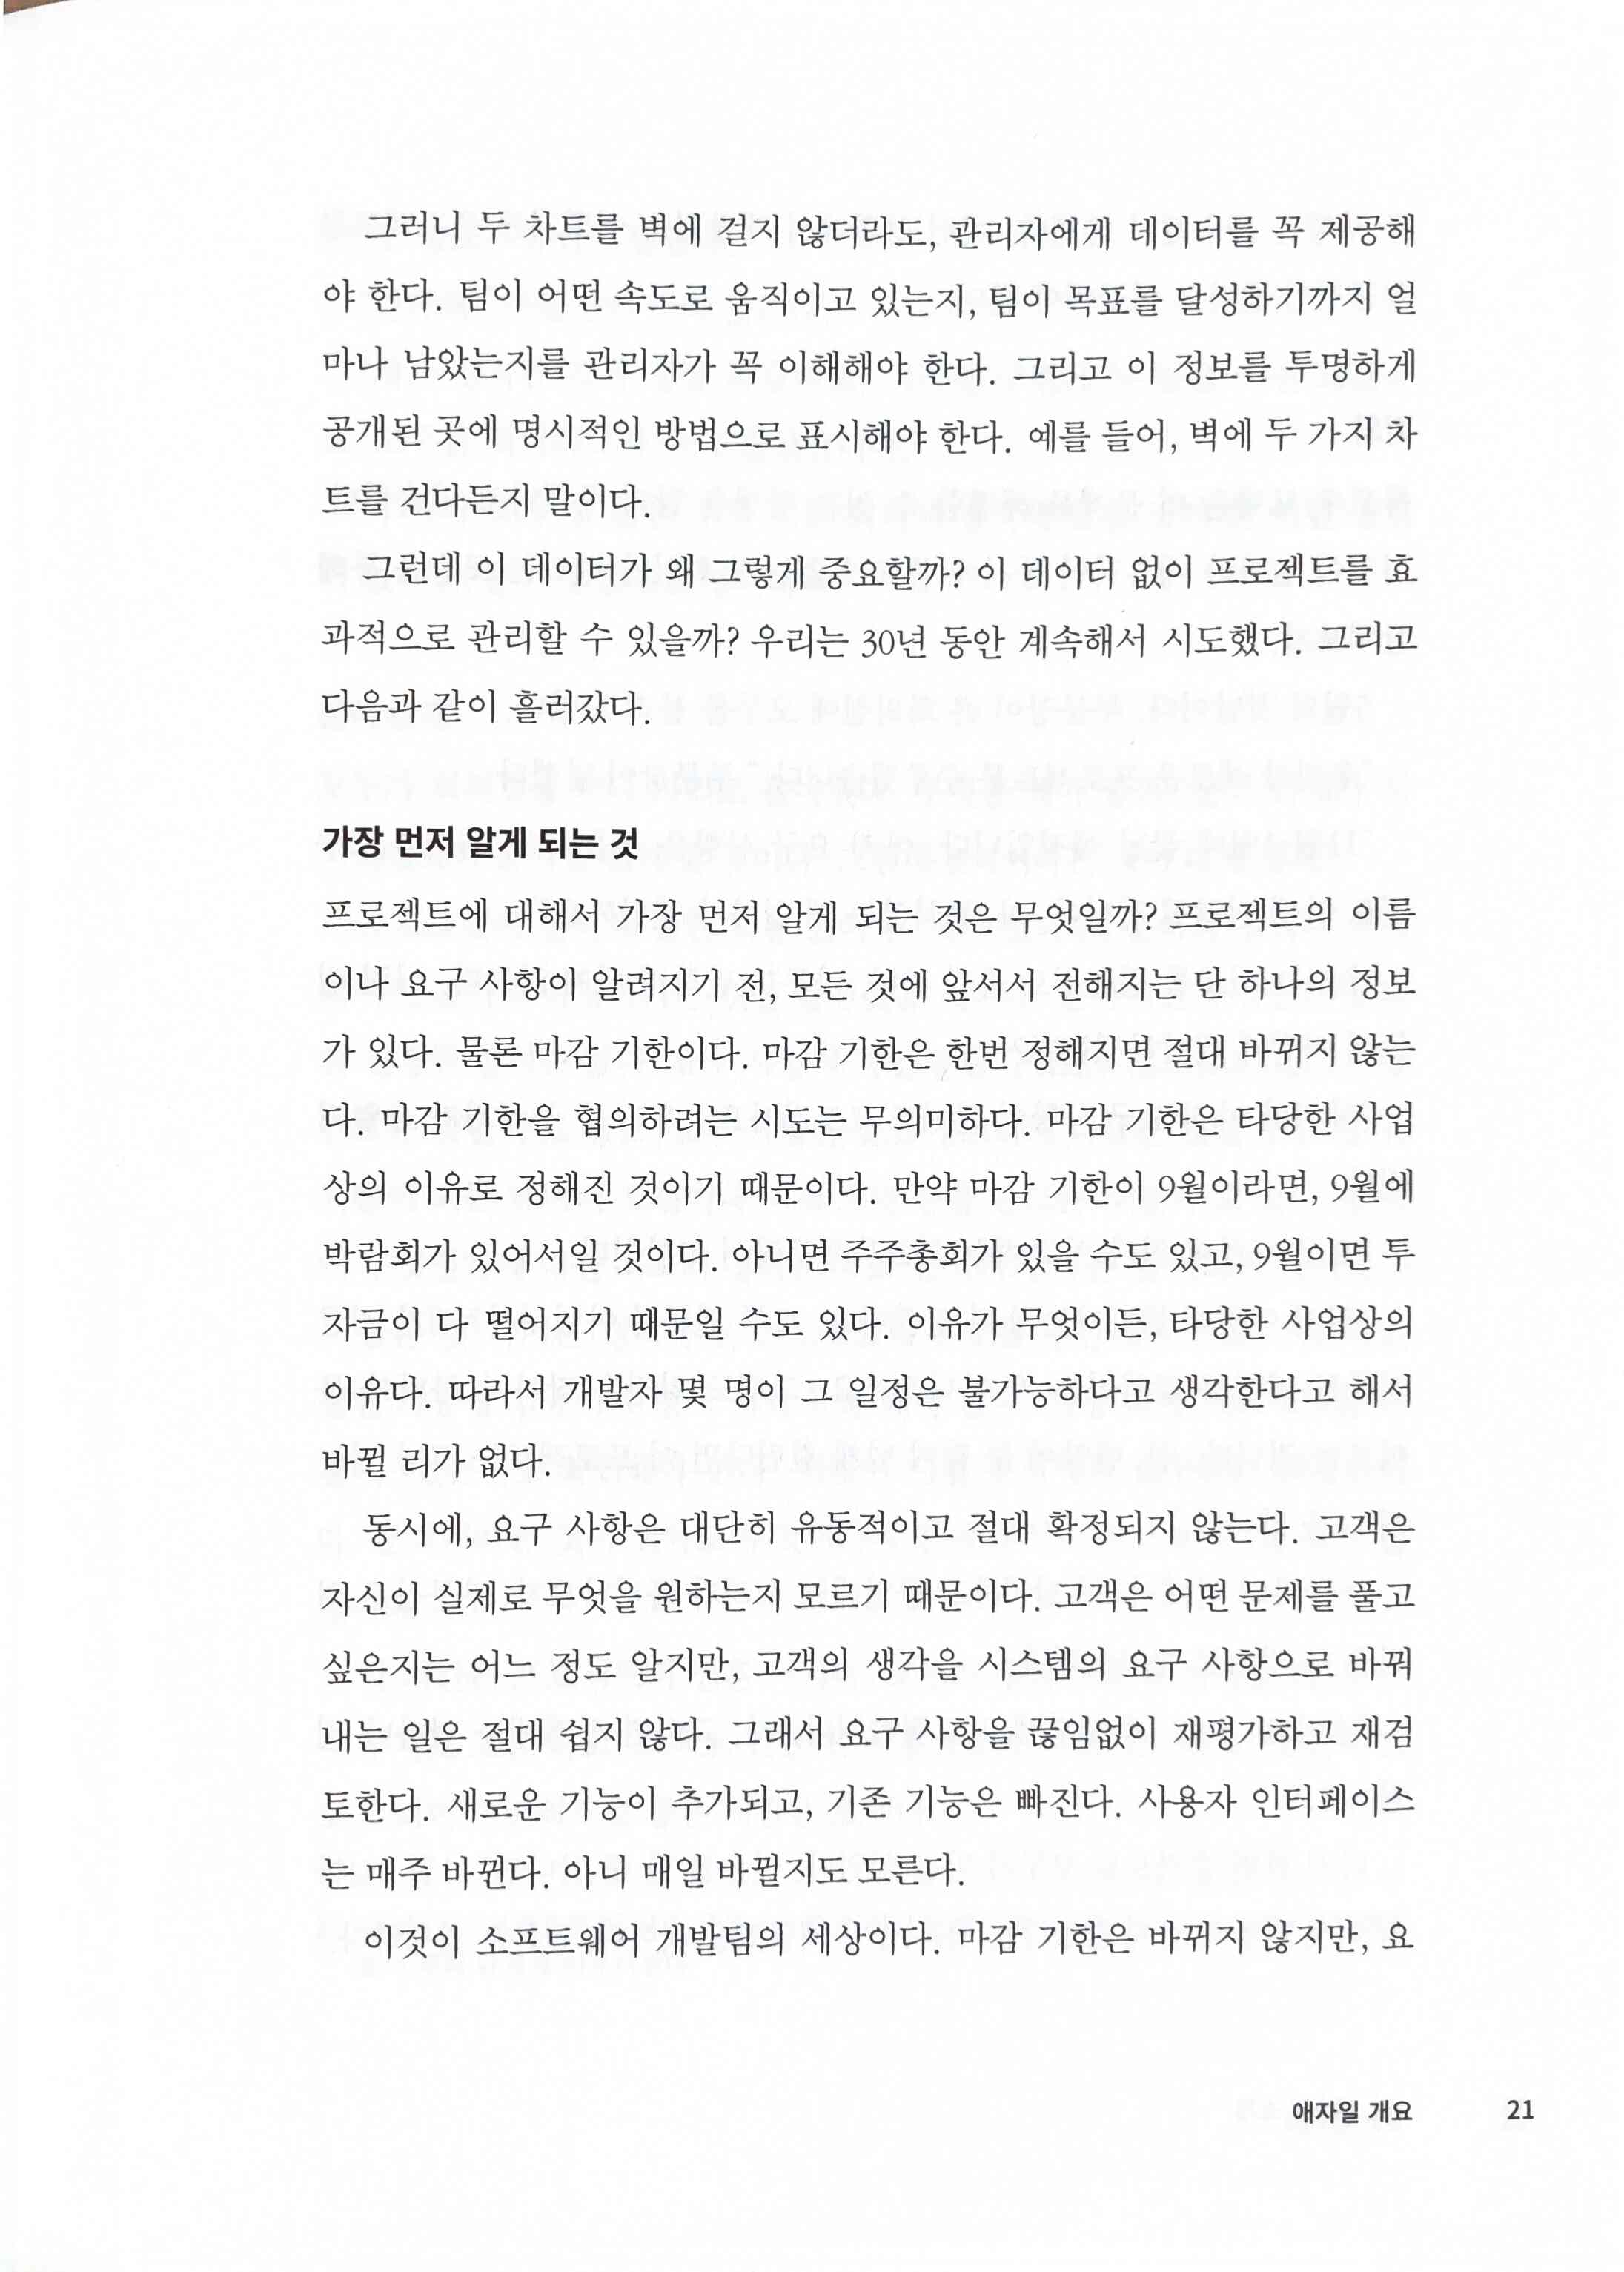 그러니 두 차트를 벽에 걸지 않더라도, 관리자에게 데이터를 꼭 제공해
야 한다. 팀이 어떤 속도로 움직이고 있는지, 팀이 목표를 달성하기까지 얼
마나 남았는지를 관리자가 꼭 이해해야 한다. 그리고 이 정보를 투명하게
공개된 곳에 명시적인 방법으로 표시해야 한다. 예를 들어, 벽에 두 가지 차
트를 건다든지 말이다.
그런데 이 데이터가 왜 그렇게 중요할까? 이 데이터 없이 프로젝트를 효
과적으로 관리할 수 있을까? 우리는 30년 동안 계속해서 시도했다. 그리고
다음과 같이 흘러갔다.
가장 먼저 알게 되는 것
프로젝트에 대해서 가장 먼저 알게 되는 것은 무엇일까? 프로젝트의 이름
이나 요구 사항이 알려지기 전, 모든 것에 앞서서 전해지는 단 하나의 정보
가 있다. 물론 마감 기한이다. 마감 기한은 한번 정해지면 절대 바뀌지 않는
다. 마감 기한을 협의하려는 시도는 무의미하다. 마감 기한은 타당한 사업
상의 이유로 정해진 것이기 때문이다. 만약 마감 기한이 9월이라면, 9월에
박람회가 있어서일 것이다. 아니면 주주총회가 있을 수도 있고, 9월이면 투
자금이 다 떨어지기 때문일 수도 있다. 이유가 무엇이든, 타당한 사업상의
이유다. 따라서 개발자 몇 명이 그 일정은 불가능하다고 생각한다고 해서
바뀔 리가 없다.
동시에, 요구 사항은 대단히 유동적이고 절대 확정되지 않는다. 고객은
자신이 실제로 무엇을 원하는지 모르기 때문이다. 고객은 어떤 문제를 풀고
싶은지는 어느 정도 알지만, 고객의 생각을 시스템의 요구 사항으로 바꿔
내는 일은 절대 쉽지 않다. 그래서 요구 사항을 끊임없이 재평가하고 재검
토한다. 새로운 기능이 추가되고, 기존 기능은 빠진다. 사용자 인터페이스
는 매주 바뀐다. 아니 매일 바뀔지도 모른다.
이것이 소프트웨어 개발팀의 세상이다. 마감 기한은 바뀌지 않지만, 요
애자일 개요 21